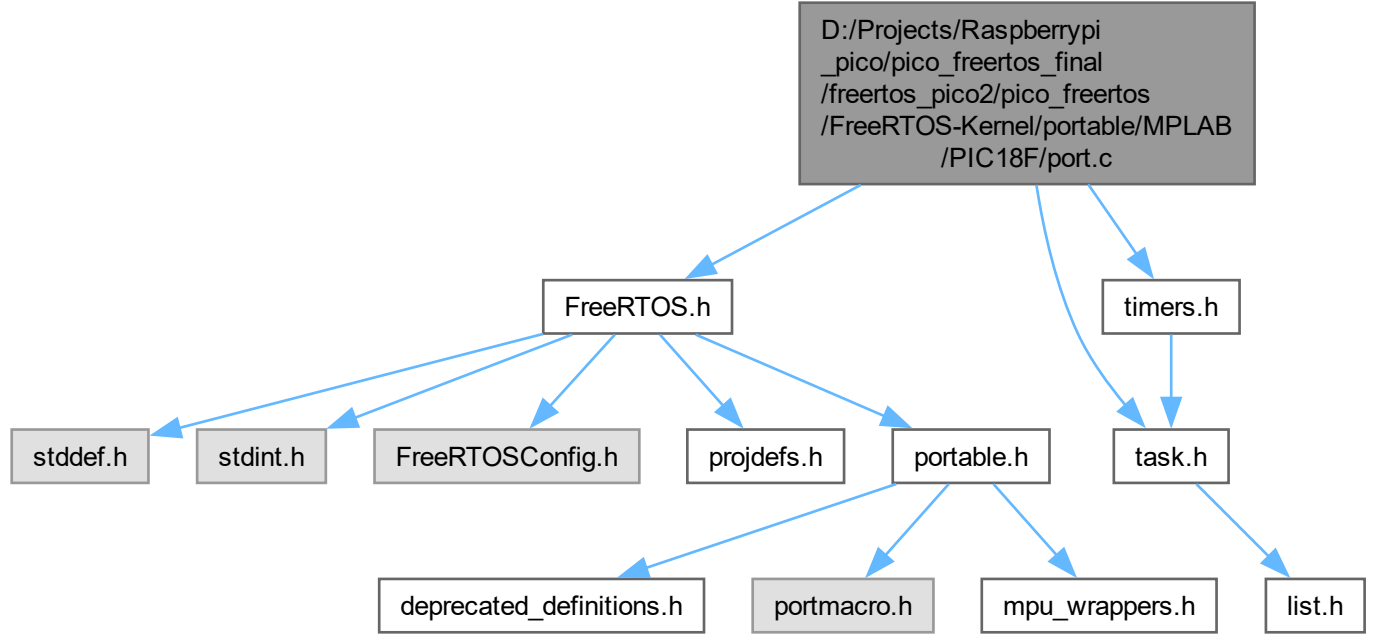 D:/Projects/Raspberrypi
_pico/pico_freertos_final
/freertos_pico2/pico_freertos
/FreeRTOS-Kernel/portable/MPLAB
/PIC18F/port.c
FreeRTOS.h
timers.h
stddef.h
stdint.h
FreeRTOSConfig.h
projdefs.h
portable.h
task.h
deprecated_definitions.h
portmacro.h
mpu_wrappers.h
list.h